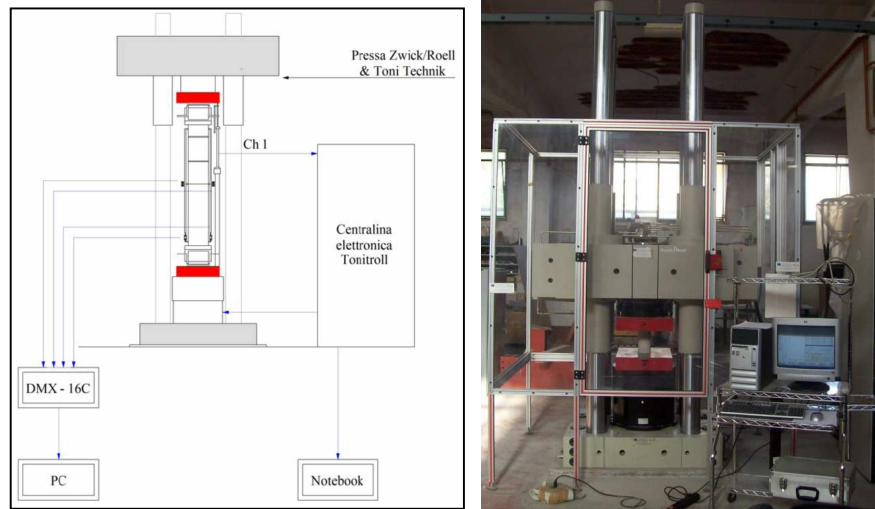 Pressa Zwick/Roell
& Toni Technik
Ch 1
Centralina
elettronica
Tonitroll
DMX - 16C
PC
Notebook